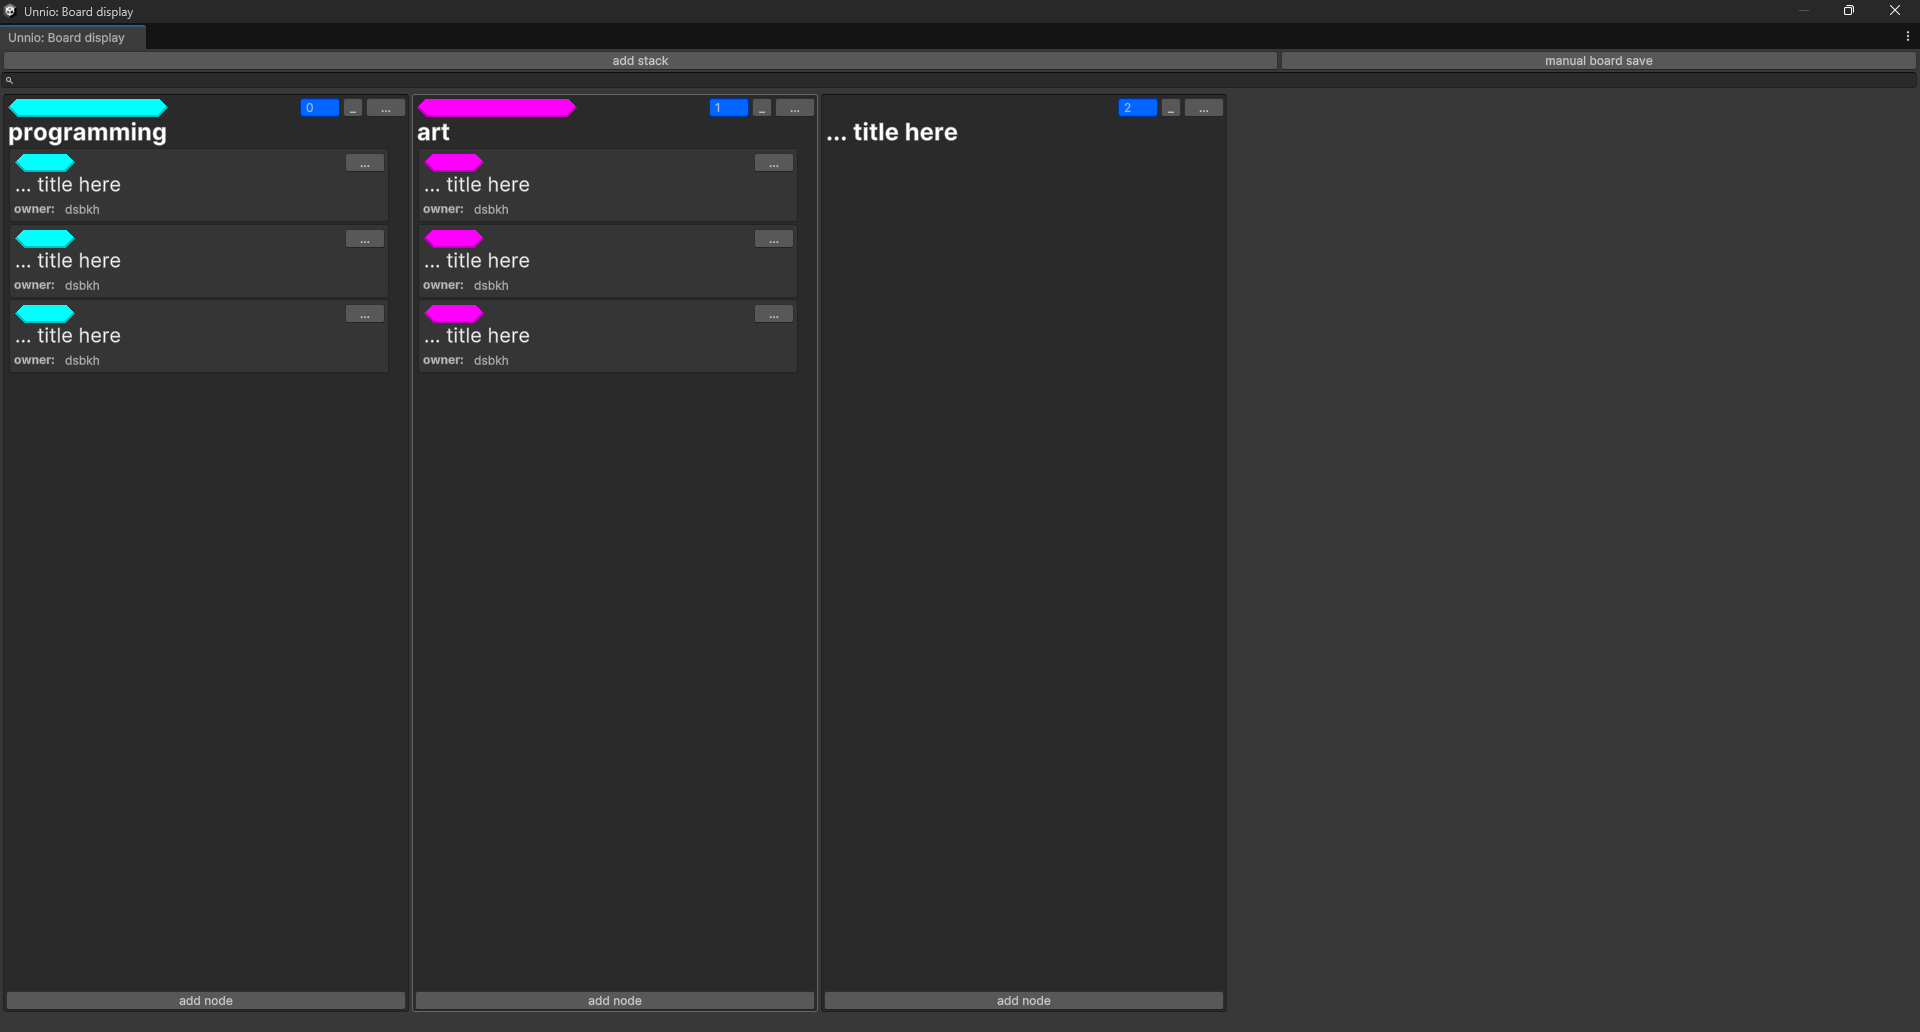 Unnio: Board display
Unnio: Board display
add stack
manual board save
0
_
...
programming
...
... title here
owner: dsbkh
...
... title here
owner: dsbkh
...
... title here
owner: dsbkh
add node
1
_
...
art
...
... title here
owner: dsbkh
...
... title here
owner: dsbkh
...
... title here
owner: dsbkh
add node
2
_
...
... title here
add node